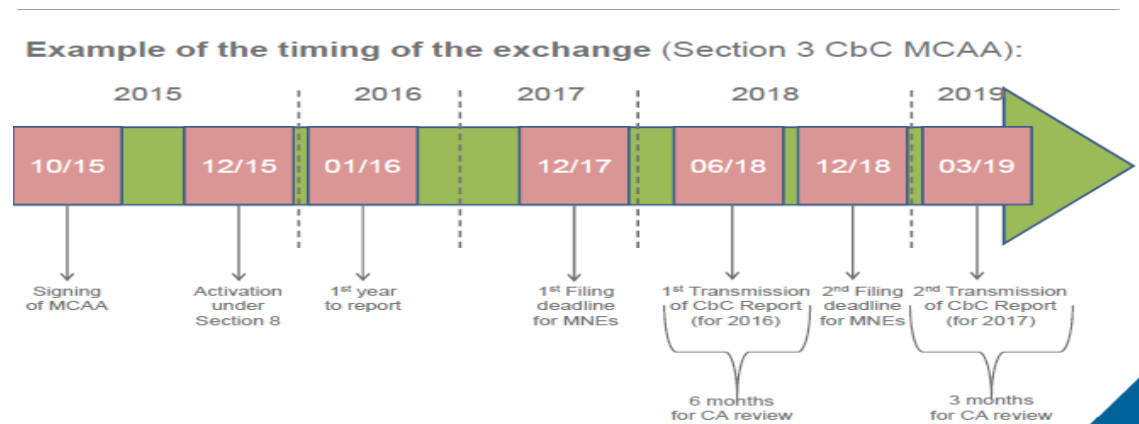 Example of the timing of the exchange (Section 3 CbC MCAA):
2015 2016 2017 2018 2019
10/15 12/15 01/16 12/17 06/18 12/18 03/19
Signing
of MCAA
Activation
under
Section 8
1st year
to report
1st Filing
deadline
for MNEs
1st Transmission
of CbC Report
(for 2016)
2nd Filing
deadline
for MNEs
2nd Transmission
of CbC Report
(for 2017)
6 months
for CA review
3 months
for CA review